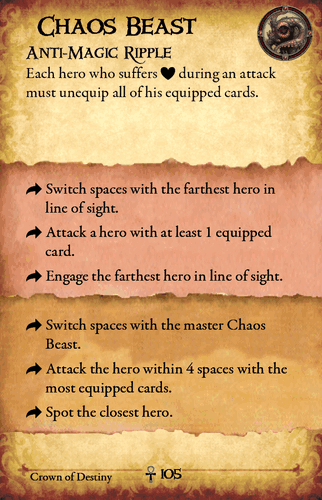 Chaos Beast
Anti-Magic Ripple
Each hero who suffers ♥ during an attack
must unequip all of his equipped cards.
Switch spaces with the farthest hero in
line of sight.
Attack a hero with at least 1 equipped
card.
Engage the farthest hero in line of sight.
Switch spaces with the master Chaos
Beast.
Attack the hero within 4 spaces with the
most equipped cards.
Spot the closest hero.
Crown of Destiny
105